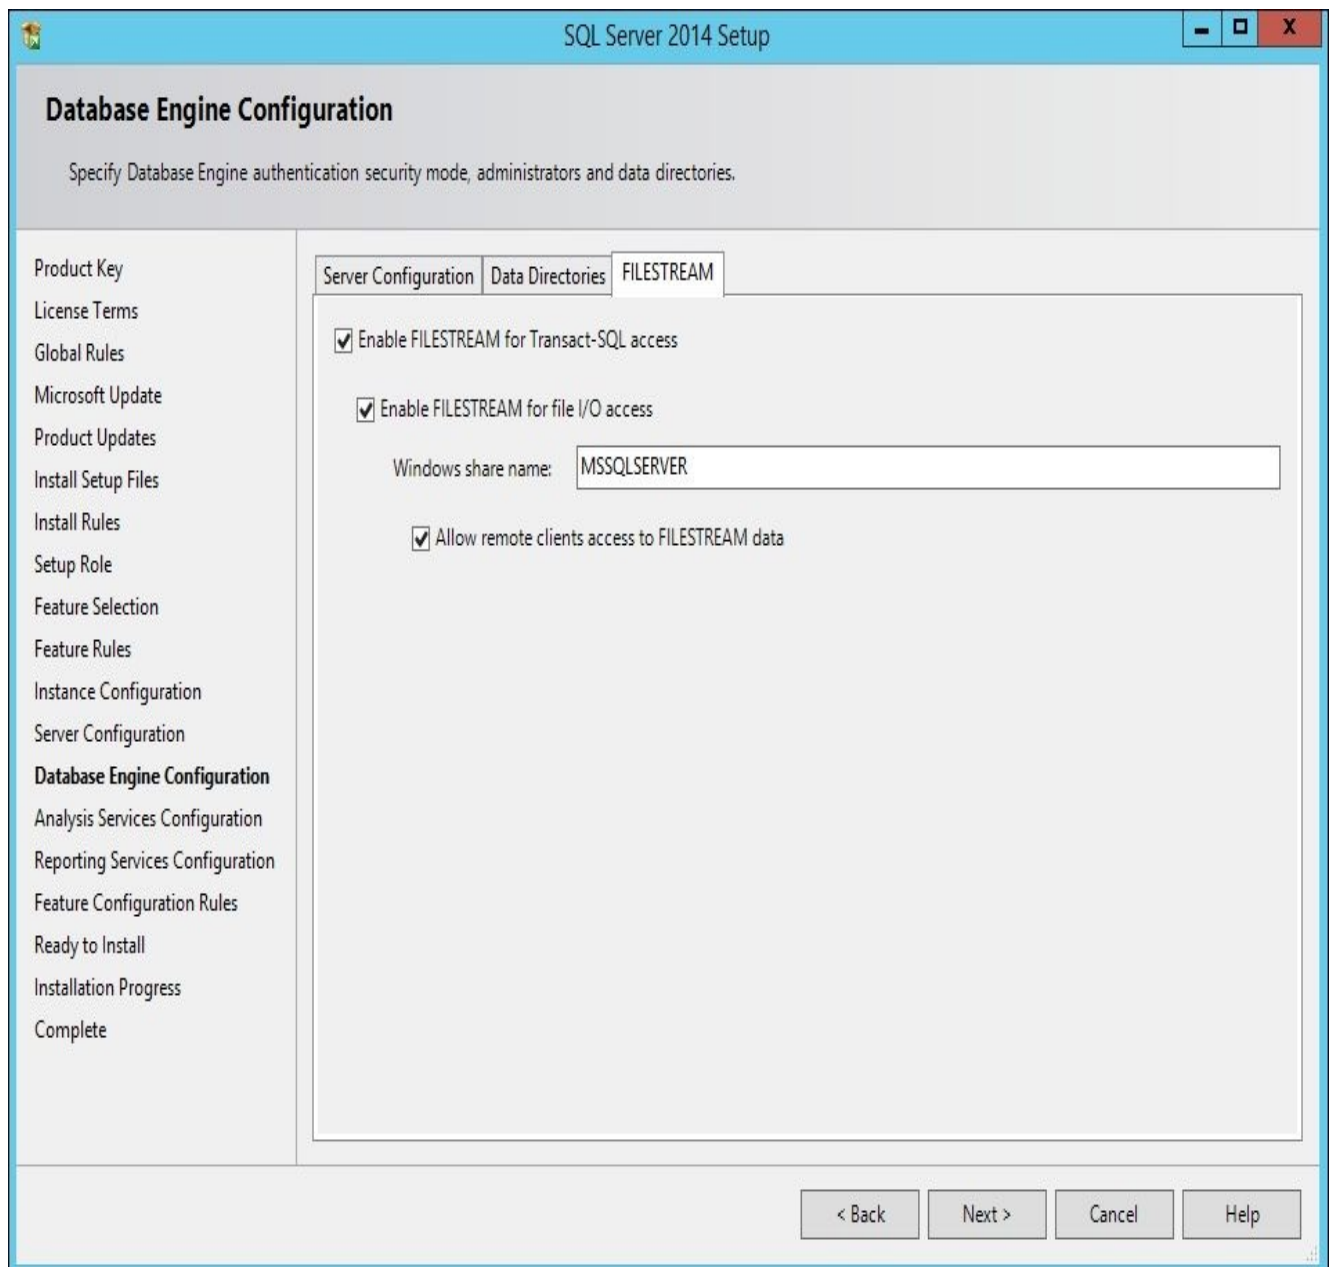 SQL Server 2014 Setup
Database Engine Configuration
Specify Database Engine authentication security mode, administrators and data directories.
Product Key
License Terms
Global Rules
Microsoft Update
Product Updates
Install Setup Files
Install Rules
Setup Role
Feature Selection
Feature Rules
Instance Configuration
Server Configuration
Database Engine Configuration
Analysis Services Configuration
Reporting Services Configuration
Feature Configuration Rules
Ready to Install
Installation Progress
Complete
Server Configuration Data Directories FILESTREAM
Enable FILESTREAM for Transact-SQL access
Enable FILESTREAM for file I/O access
Windows share name: MSSQLSERVER
Allow remote clients access to FILESTREAM data
< Back Next > Cancel Help